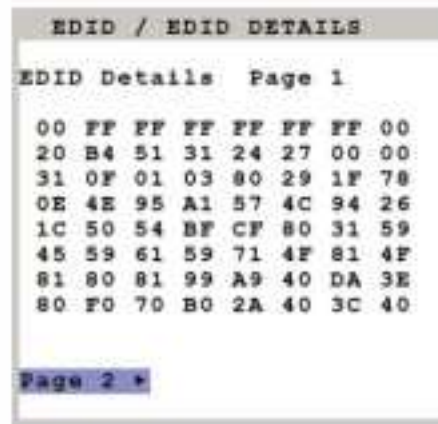 EDID / EDID DETAILS
EDID Details Page 1
00 FF FF FF FF FF FF 00
20 B4 51 31 24 27 00 00
31 0F 01 03 80 29 1F 78
0E 4E 95 A1 57 4C 94 26
1C 50 54 BF CF 80 31 59
45 59 61 59 71 4F 81 4F
81 80 81 99 A9 40 DA 3E
80 F0 70 B0 2A 40 3C 40
Page 2 ▸